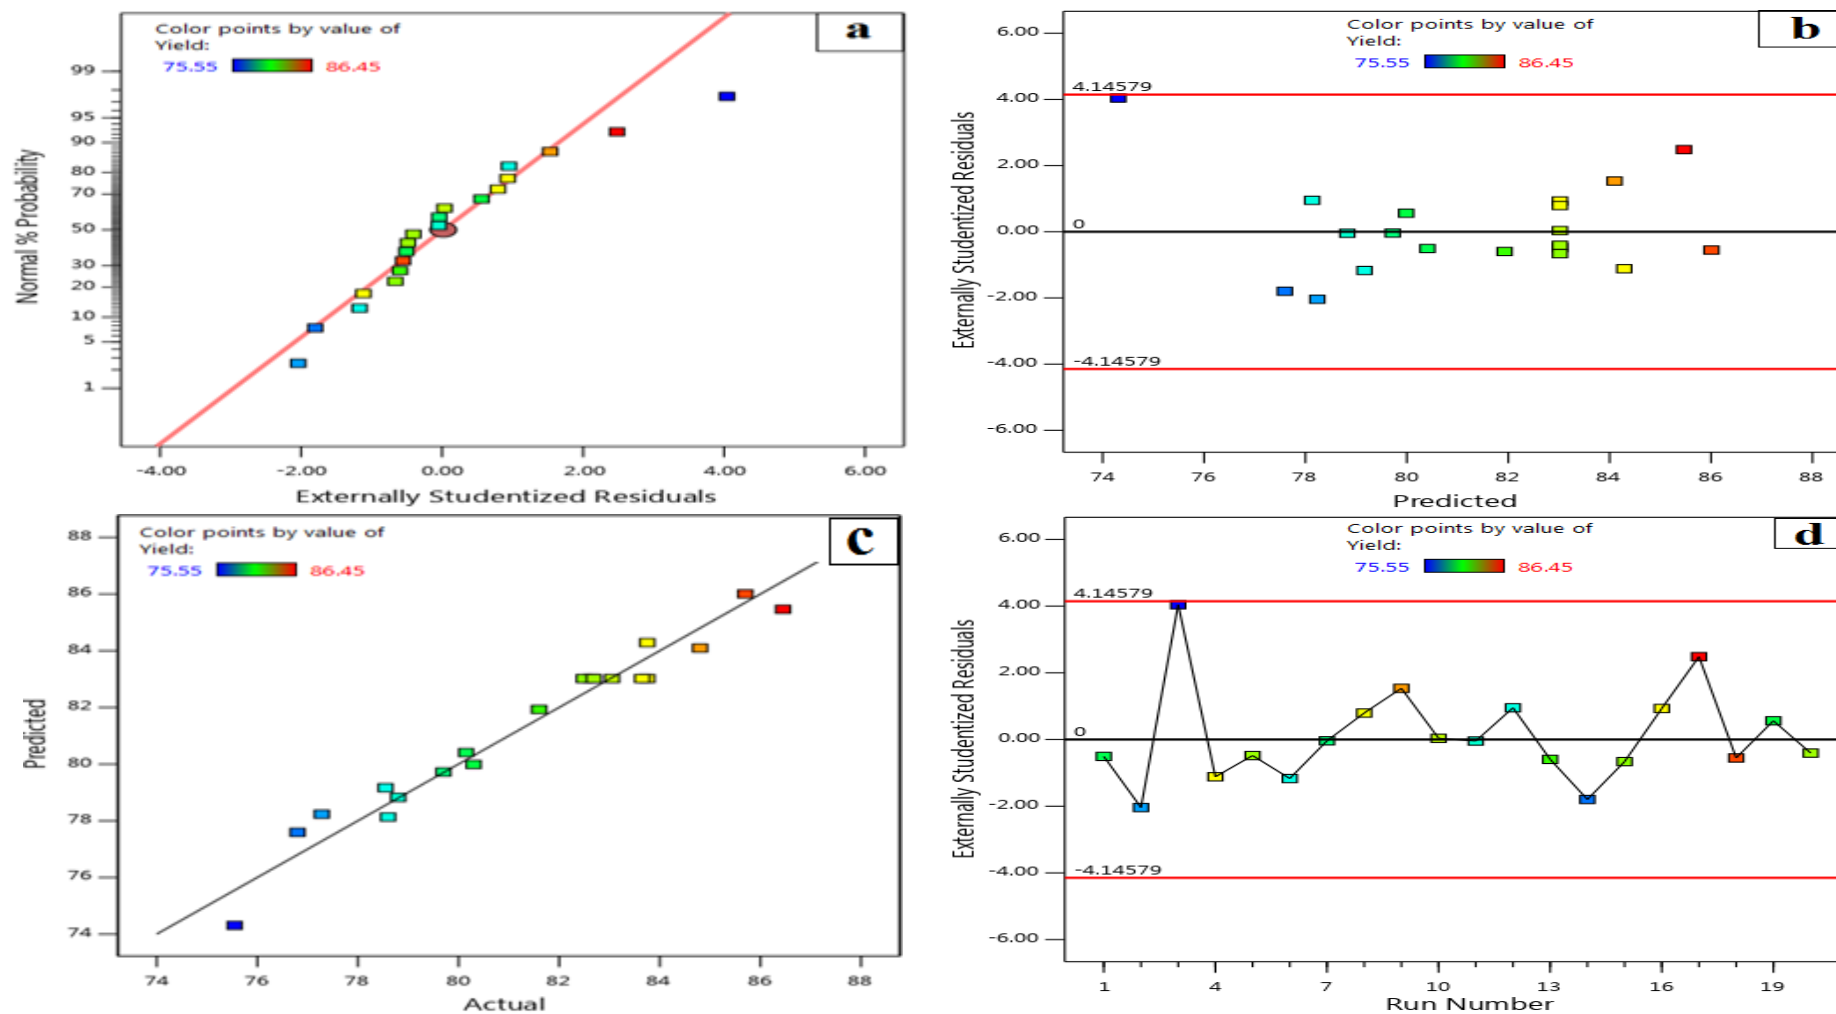 Color points by value of
Yield:
75.55 86.45
a
99
95
90
80
70
50
30
20
10
5
1
Normal % Probability
-4.00 -2.00 0.00 2.00 4.00 6.00
Externally Studentized Residuals
Color points by value of
Yield:
75.55 86.45
b
6.00
4.00
2.00
0.00
-2.00
-4.00
-6.00
4.14579
0
-4.14579
Externally Studentized Residuals
74 76 78 80 82 84 86 88
Predicted
Color points by value of
Yield:
75.55 86.45
c
88
86
84
82
80
78
76
74
Predicted
74 76 78 80 82 84 86 88
Actual
Color points by value of
Yield:
75.55 86.45
d
6.00
4.00
2.00
0.00
-2.00
-4.00
-6.00
4.14579
0
-4.14579
Externally Studentized Residuals
1 4 7 10 13 16 19
Run Number